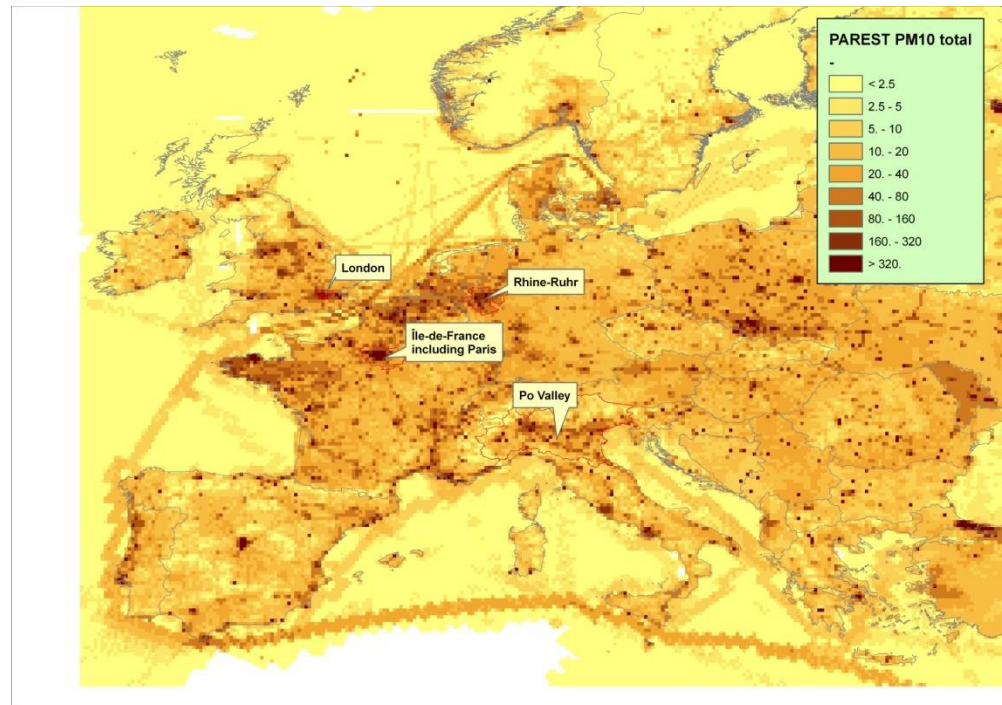 PAREST PM10 total
-
< 2.5
2.5 - 5
5. - 10
10. - 20
20. - 40
40. - 80
80. - 160
160. - 320
> 320.
London
Rhine-Ruhr
Île-de-France
including Paris
Po Valley